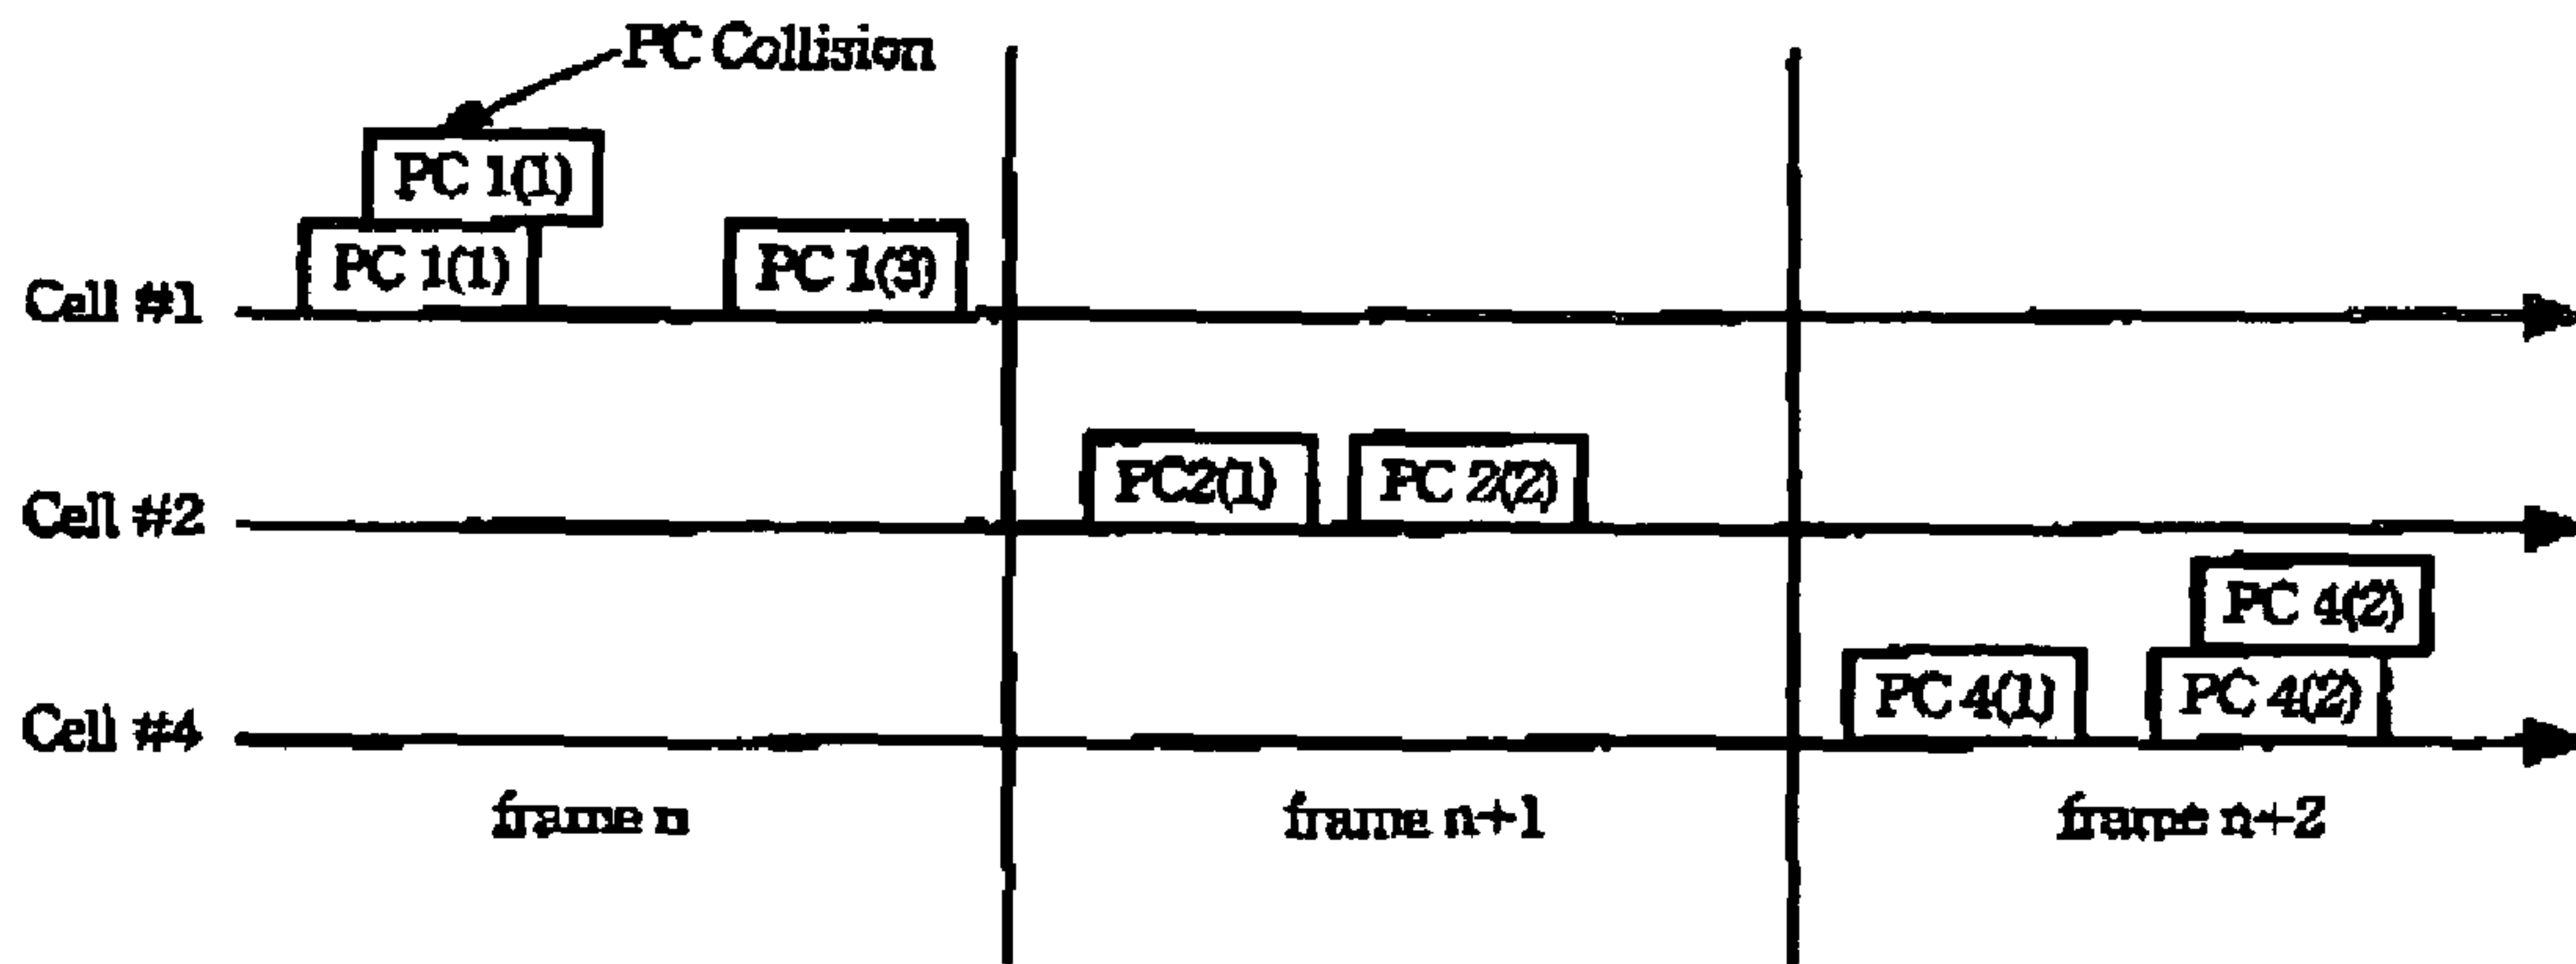 PC Collision
PC 1(1)
PC 1(1)
PC 1(3)
Cell #1
PC2(1)
PC 2(2)
Cell #2
PC 4(2)
PC 4(1)
PC 4(2)
Cell #4
frame n
frame n+1
frame n+2